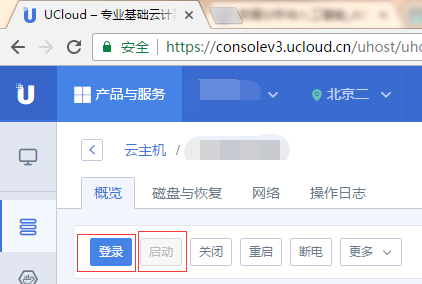 UCloud – 专业基础云计
安全 https://consolev3.ucloud.cn/uhost/uho
产品与服务 北京二
云主机 /
概览 磁盘与恢复 网络 操作日志
登录 启动 关闭 重启 断电 更多